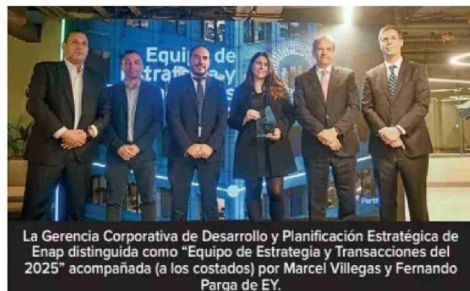 Equipo de
La Gerencia Corporativa de Desarrollo y Planificación Estratégica de
Enap distinguida como “Equipo de Estrategia y Transacciones del
2025” acompañada (a los costados) por Marcel Villegas y Fernando
Parga de EY.